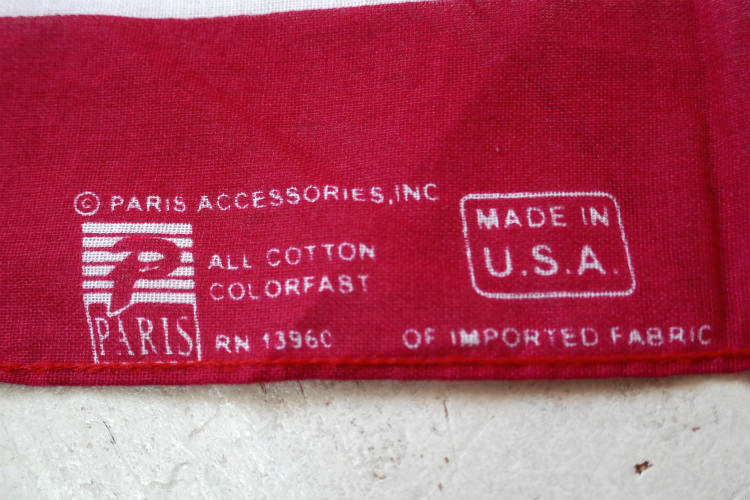 © PARIS ACCESSORIES, INC
MADE IN
U.S.A.
P
ALL COTTON
COLORFAST
PARIS
RN 13960
OF IMPORTED FABRIC